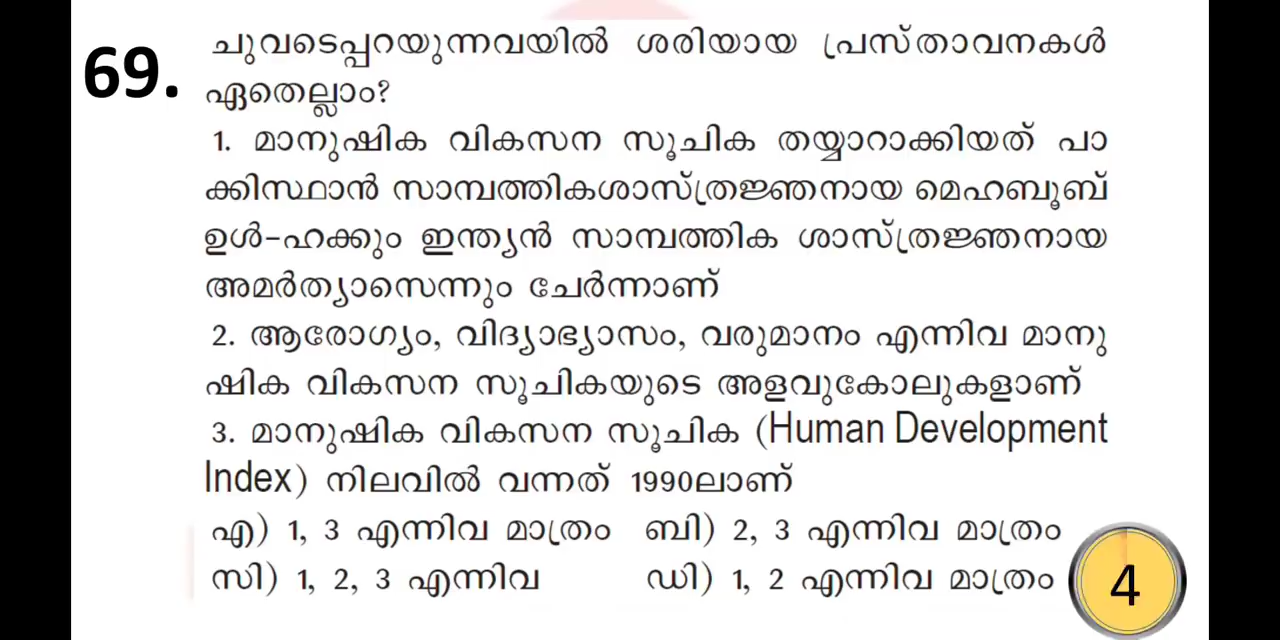 69.
ചുവടെപ്പറയുന്നവയിൽ ശരിയായ പ്രസ്താവനകൾ
ഏതെല്ലാം?
1. മാനുഷിക വികസന സൂചിക തയ്യാറാക്കിയത് പാ
ക്കിസ്ഥാൻ സാമ്പത്തികശാസ്ത്രജ്ഞനായ മെഹബൂബ്
ഉൾ-ഹക്കും ഇന്ത്യൻ സാമ്പത്തിക ശാസ്ത്രജ്ഞനായ
അമർത്യാസെന്നും ചേർന്നാണ്
2. ആരോഗ്യം, വിദ്യാഭ്യാസം, വരുമാനം എന്നിവ മാനു
ഷിക വികസന സൂചികയുടെ അളവുകോലുകളാണ്
3. മാനുഷിക വികസന സൂചിക (Human Development
Index) നിലവിൽ വന്നത് 1990ലാണ്
എ) 1, 3 എന്നിവ മാത്രം ബി) 2, 3 എന്നിവ മാത്രം
സി) 1, 2, 3 എന്നിവ ഡി) 1, 2 എന്നിവ മാത്രം
4